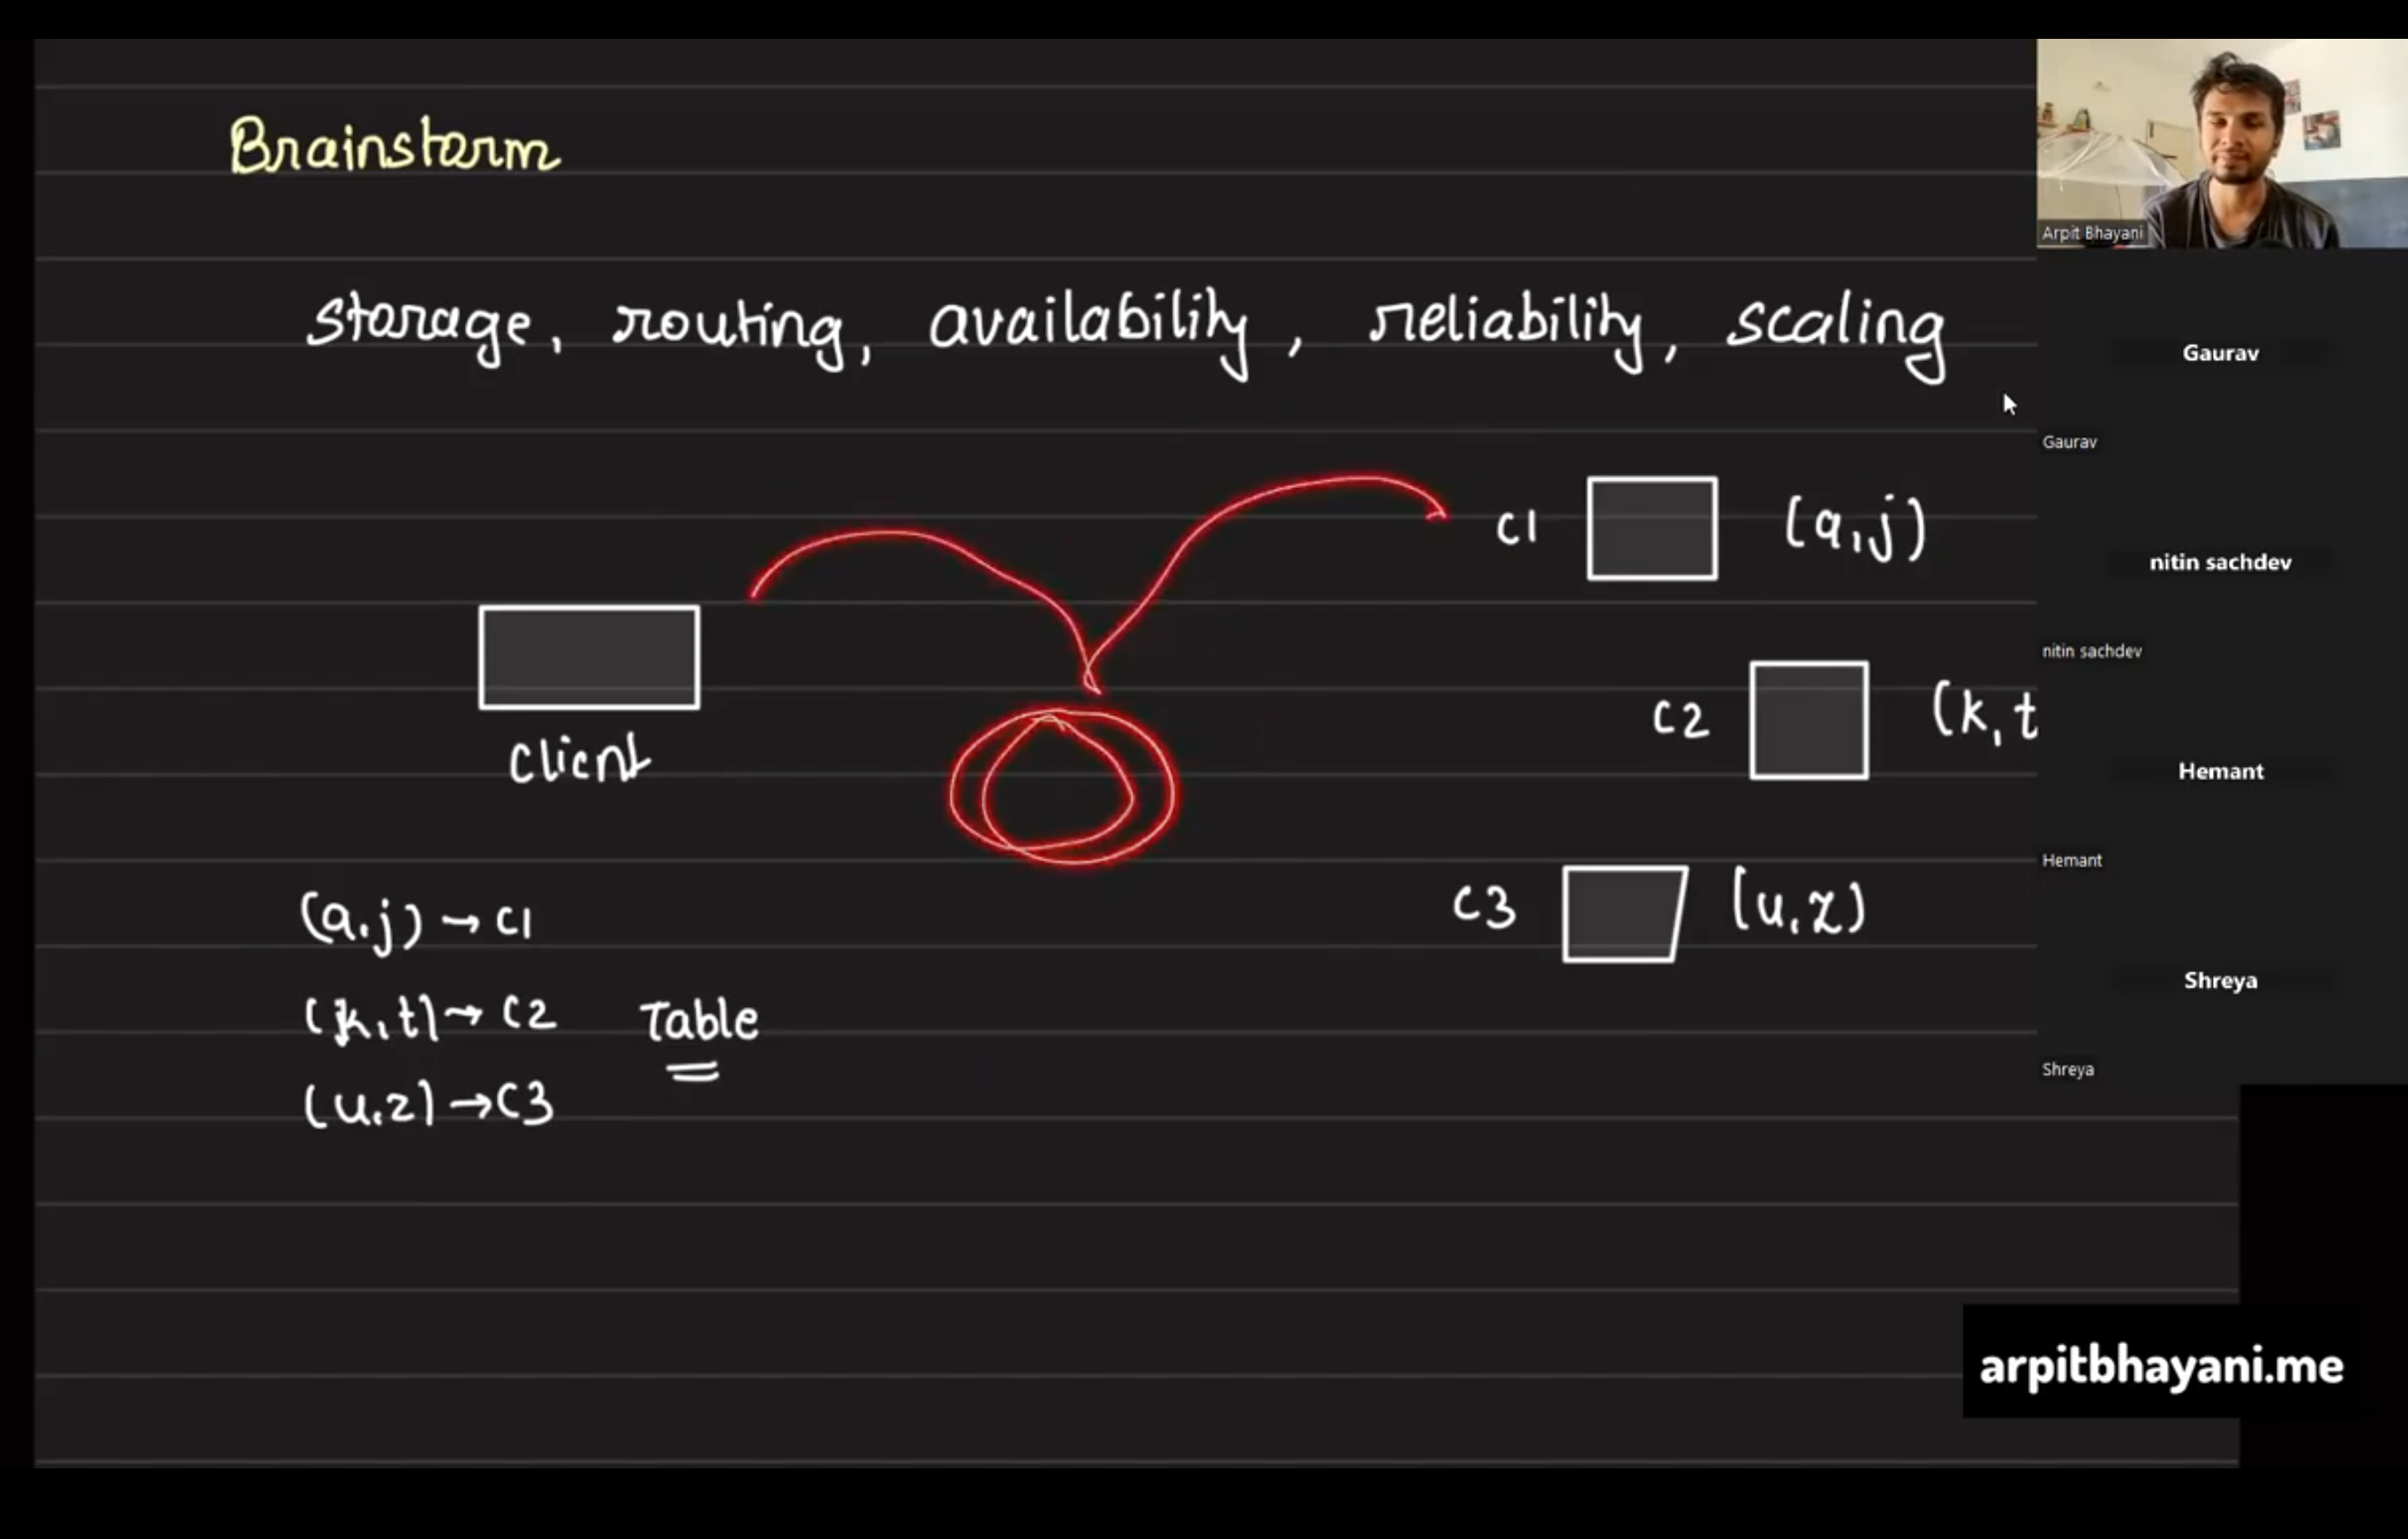 Brainstorm
storage, routing, availability, reliability, scaling
C1 (a,j)
Client
C2 (k,t
C3 (u,z)
(a,j) → C1
(k,t) → C2
Table
(u,z) → C3
Arpit Bhayani
Gaurav
Gaurav
nitin sachdev
nitin sachdev
Hemant
Hemant
Shreya
Shreya
arpitbhayani.me